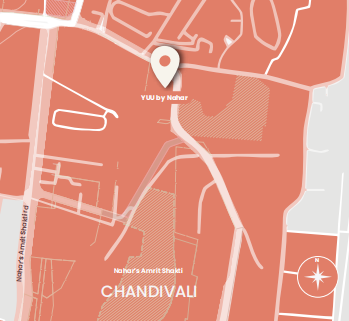 YUU by Nahar
Nahar's Amrit Shakti rd
Nahar's Amrit Shakti
CHANDIVALI
N